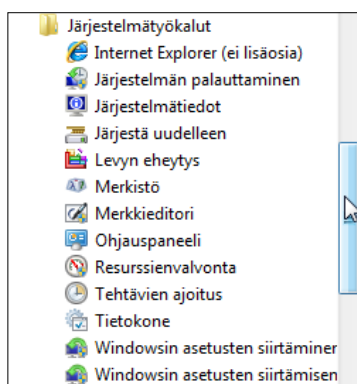 Järjestelmätyökalut
Internet Explorer (ei lisäosia)
Järjestelmän palauttaminen
Järjestelmätiedot
Järjestä uudelleen
Levyn eheytys
Merkistö
Merkkieditori
Ohjauspaneeli
Resurssienvalvonta
Tehtävien ajoitus
Tietokone
Windowsin asetusten siirtäminer
Windowsin asetusten siirtämisen